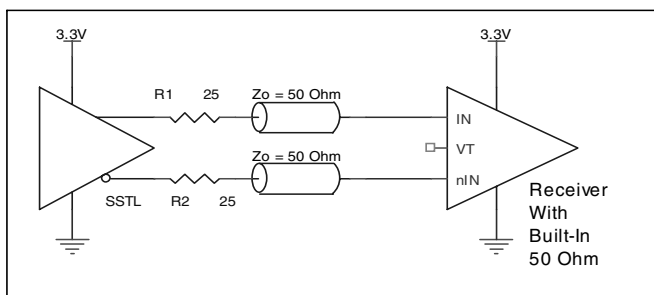 3.3V
3.3V
R1 25
Zo = 50 Ohm
IN
VT
Zo = 50 Ohm
nIN
SSTL
R2 25
Receiver
With
Built-In
50 Ohm